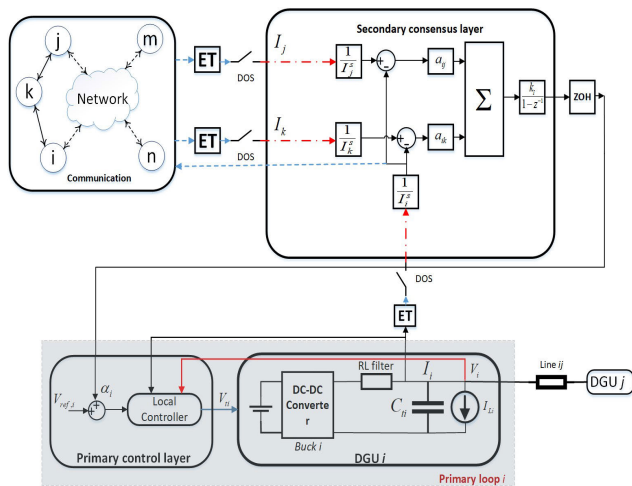 Secondary consensus layer
j
m
k
Network
i
n
Communication
ET
DOS
I_j
1/I_j^s
a_ij
ET
DOS
I_k
1/I_k^s
a_ik
Σ
k_i/1-z^-1
ZOH
1/I_i^s
DOS
ET
V_ref,i
α_i
Local
Controller
Primary control layer
V_ti
DC-DC
Converte
r
Buck i
RL filter
I_i
C_ti
V_i
I_Li
DGU i
Line ij
DGU j
Primary loop i